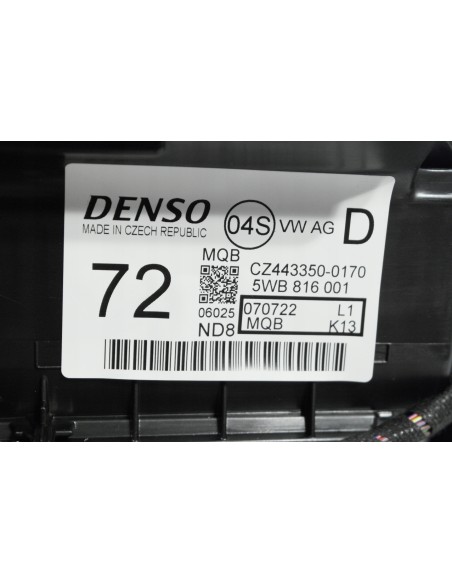 DENSO 04S VW AG D
MADE IN CZECH REPUBLIC
MQB
72
CZ443350-0170
5WB 816 001
06025
ND8
070722 L1
MQB K13